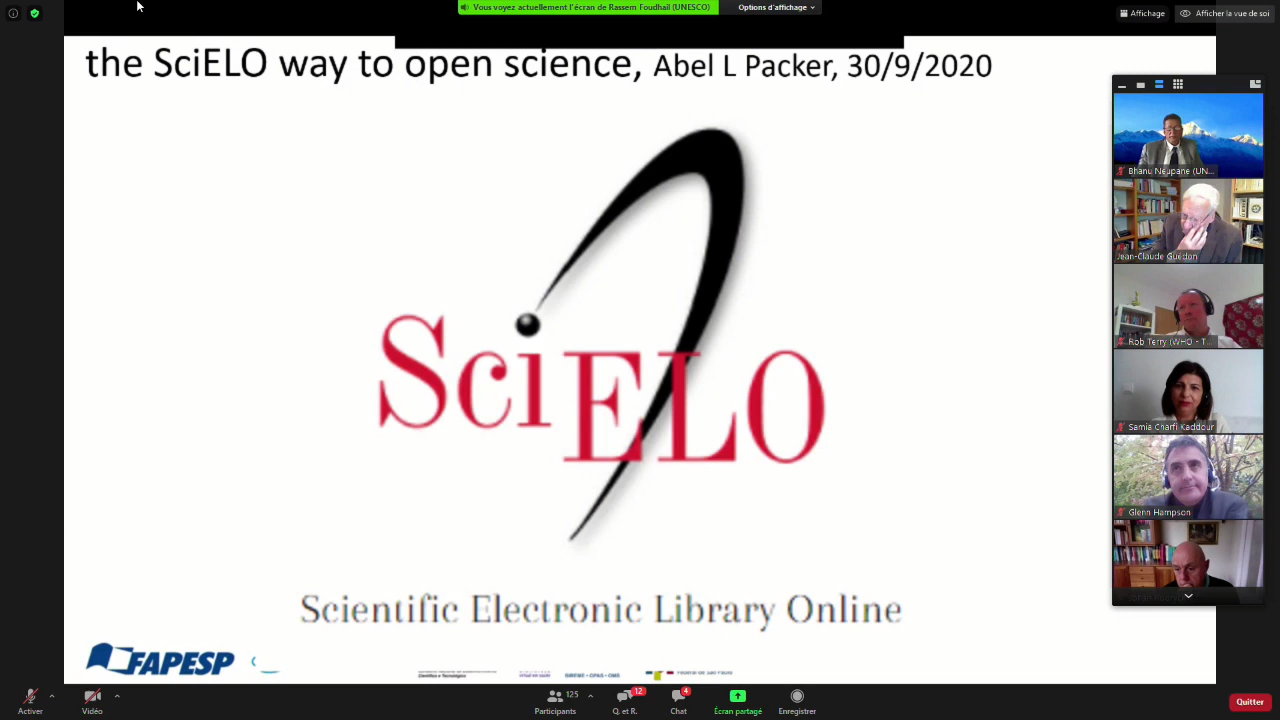 Vous voyez actuellement l'écran de Rassem Foudhail (UNESCO)
Options d'affichage
Affichage
Afficher la vue de soi
the SciELO way to open science, Abel L Packer, 30/9/2020
SciELO
Scientific Electronic Library Online
FAPESP
Bhanu Neupane (UN...
Jean-Claude Guédon
Rob Terry (WHO - T...
Samia Charfi Kaddour
Glenn Hampson
Activer
Vidéo
125
Participants
12
Q. et R.
4
Chat
Écran partagé
Enregistrer
Quitter